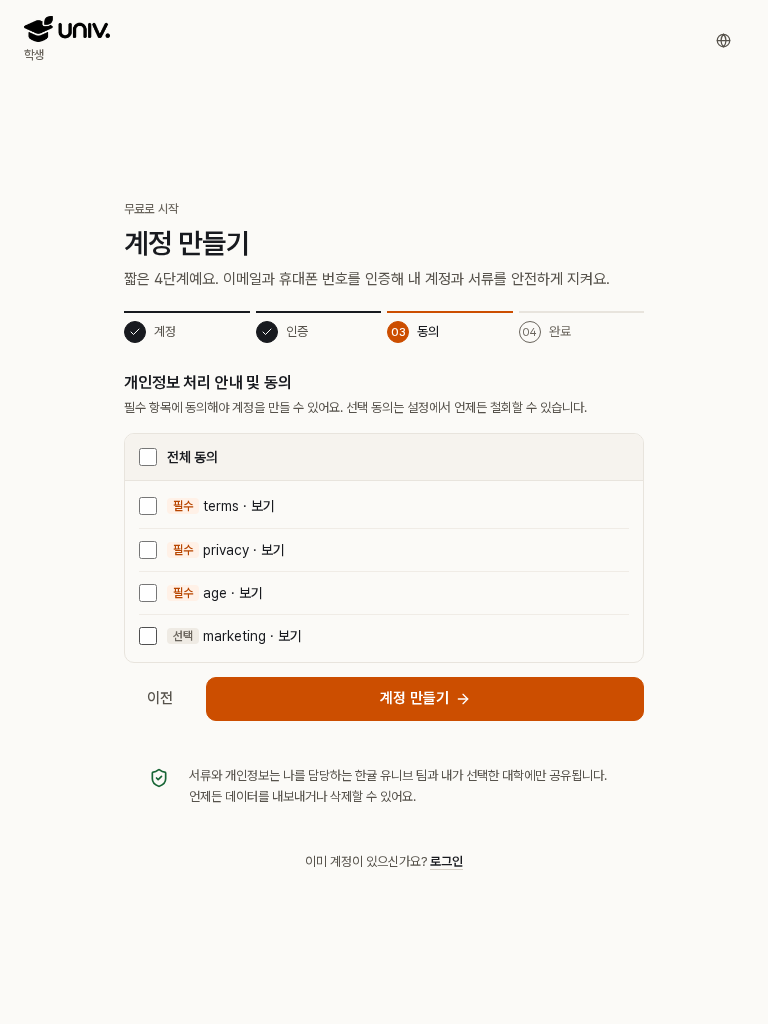 UNIV.
학생
무료로 시작
계정 만들기
짧은 4단계예요. 이메일과 휴대폰 번호를 인증해 내 계정과 서류를 안전하게 지켜요.
계정
인증
03 동의
04 완료
개인정보 처리 안내 및 동의
필수 항목에 동의해야 계정을 만들 수 있어요. 선택 동의는 설정에서 언제든 철회할 수 있습니다.
전체 동의
필수 terms · 보기
필수 privacy · 보기
필수 age · 보기
선택 marketing · 보기
이전
계정 만들기 →
서류와 개인정보는 나를 담당하는 한귤 유니브 팀과 내가 선택한 대학에만 공유됩니다.
언제든 데이터를 내보내거나 삭제할 수 있어요.
이미 계정이 있으신가요? 로그인